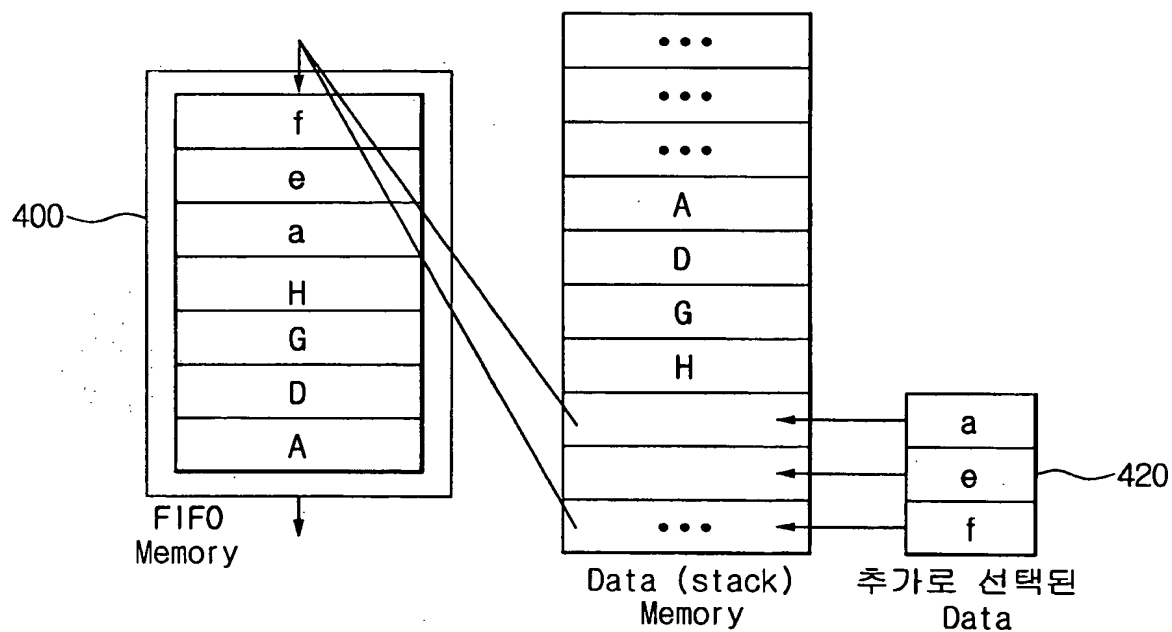 400
f
e
a
H
G
D
A
FIFO
Memory
•••
•••
•••
A
D
G
H
•••
Data (stack)
Memory
a
e
f
420
추가로 선택된
Data